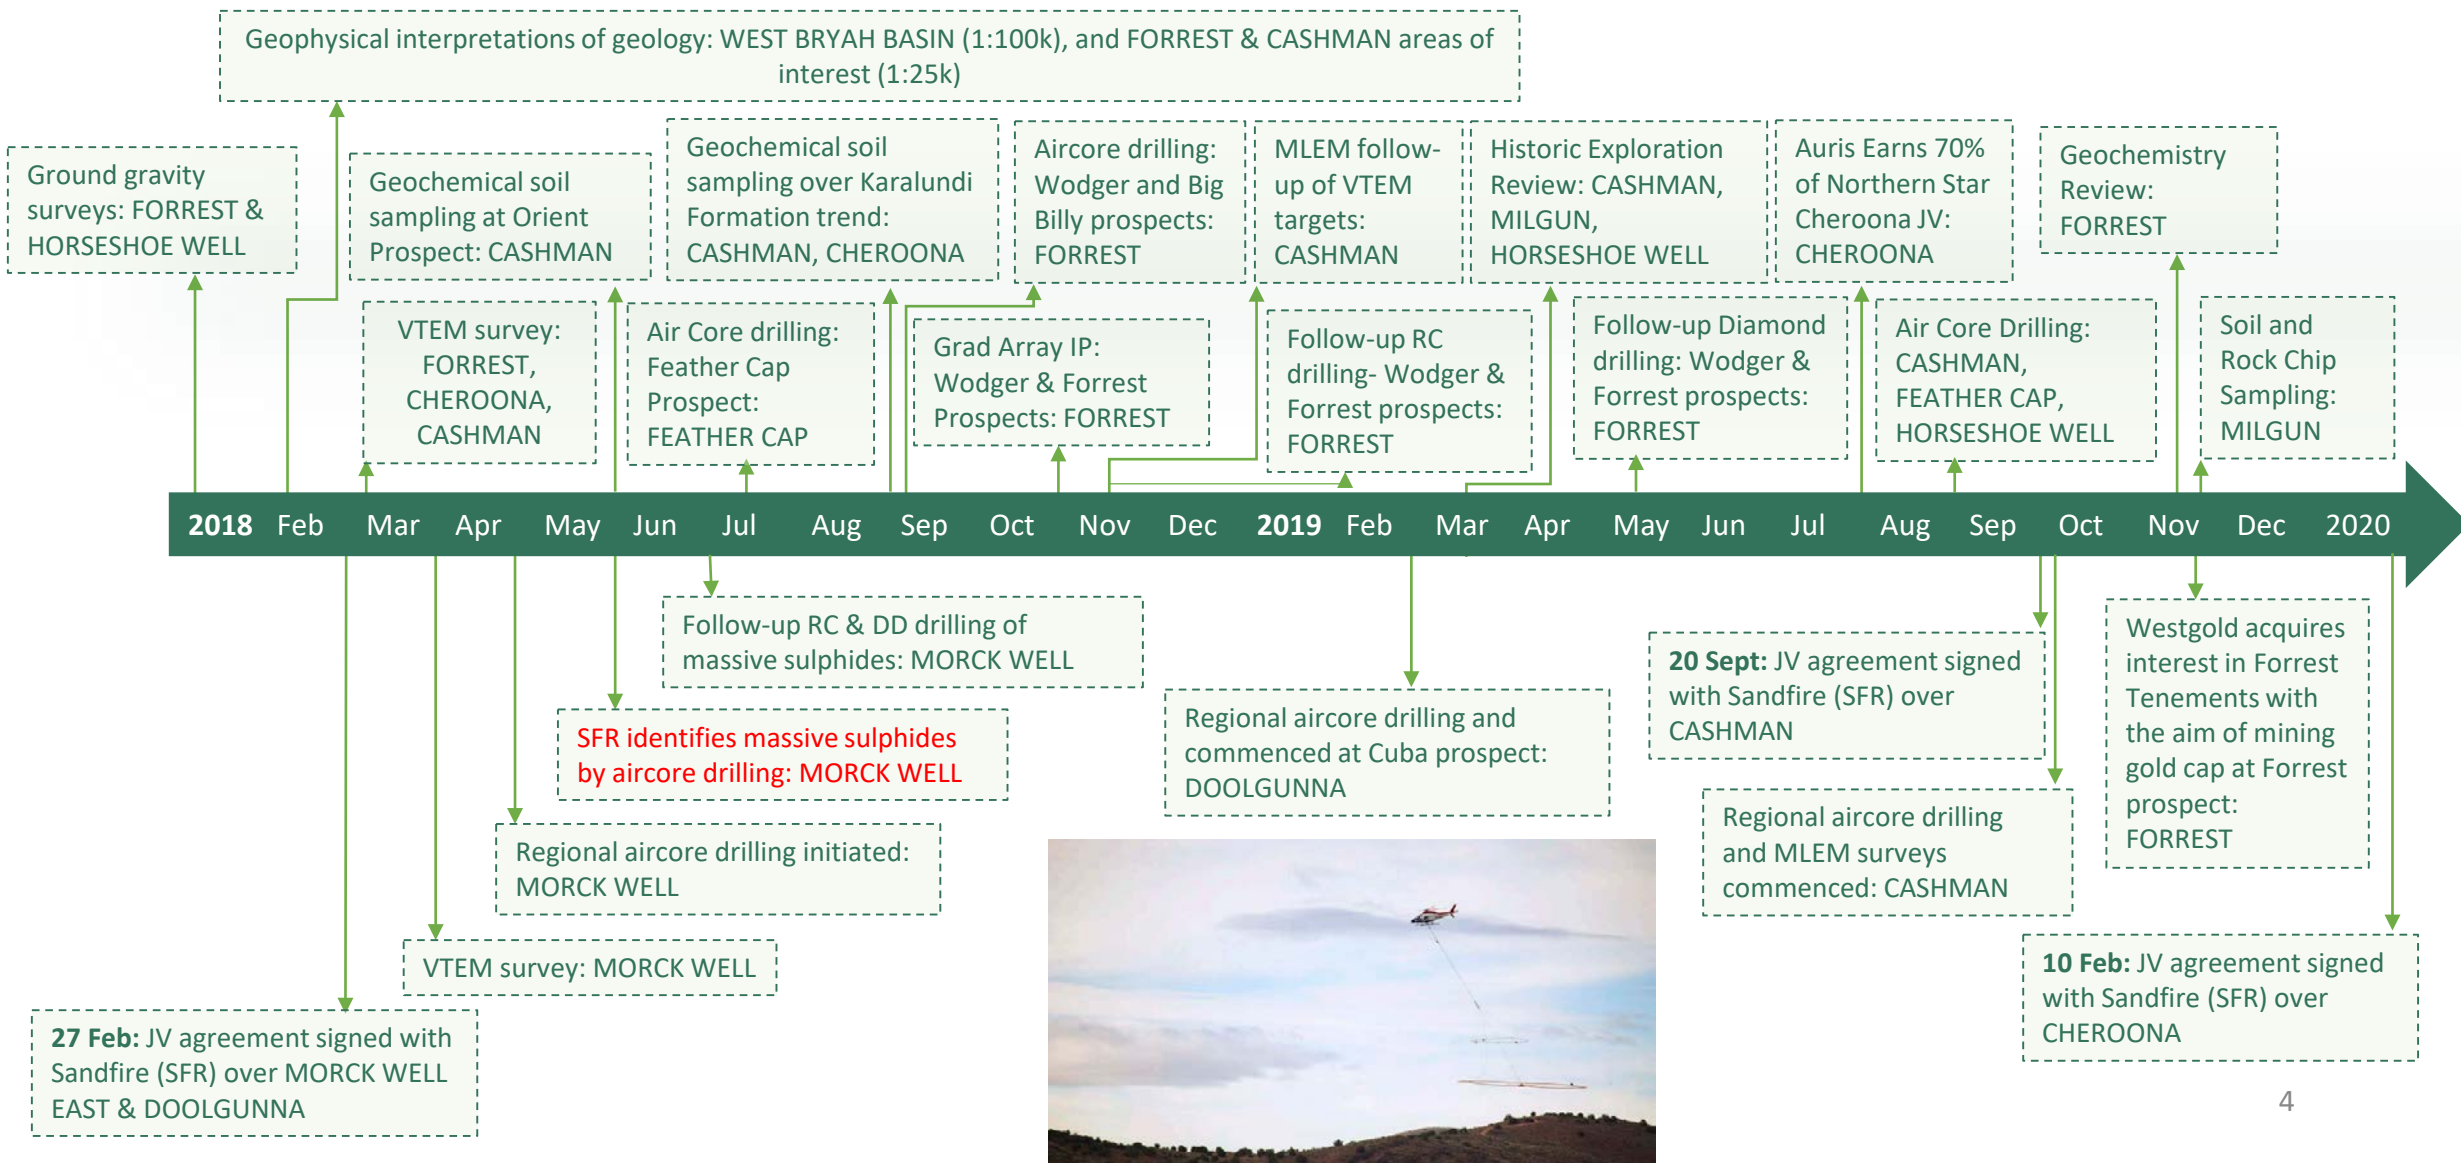 Geophysical interpretations of geology: WEST BRYAH BASIN (1:100k), and FORREST & CASHMAN areas of
interest (1:25k)
Ground gravity
surveys: FORREST &
HORSESHOE WELL
Geochemical soil
sampling at Orient
Prospect: CASHMAN
Geochemical soil
sampling over Karalundi
Formation trend:
CASHMAN, CHEROONA
Aircore drilling:
Wodger and Big
Billy prospects:
FORREST
MLEM follow-
up of VTEM
targets:
CASHMAN
Historic Exploration
Review: CASHMAN,
MILGUN,
HORSESHOE WELL
Auris Earns 70%
of Northern Star
Cheroona JV:
CHEROONA
Geochemistry
Review:
FORREST
VTEM survey:
FORREST,
CHEROONA,
CASHMAN
Air Core drilling:
Feather Cap
Prospect:
FEATHER CAP
Grad Array IP:
Wodger & Forrest
Prospects: FORREST
Follow-up RC
drilling- Wodger &
Forrest prospects:
FORREST
Follow-up Diamond
drilling: Wodger &
Forrest prospects:
FORREST
Air Core Drilling:
CASHMAN,
FEATHER CAP,
HORSESHOE WELL
Soil and
Rock Chip
Sampling:
MILGUN
2018 Feb Mar Apr May Jun Jul Aug Sep Oct Nov Dec 2019 Feb Mar Apr May Jun Jul Aug Sep Oct Nov Dec 2020
Follow-up RC & DD drilling of
massive sulphides: MORCK WELL
SFR identifies massive sulphides
by aircore drilling: MORCK WELL
Regional aircore drilling initiated:
MORCK WELL
VTEM survey: MORCK WELL
27 Feb: JV agreement signed with
Sandfire (SFR) over MORCK WELL
EAST & DOOLGUNNA
Regional aircore drilling and
commenced at Cuba prospect:
DOOLGUNNA
20 Sept: JV agreement signed
with Sandfire (SFR) over
CASHMAN
Regional aircore drilling
and MLEM surveys
commenced: CASHMAN
Westgold acquires
interest in Forrest
Tenements with
the aim of mining
gold cap at Forrest
prospect:
FORREST
10 Feb: JV agreement signed
with Sandfire (SFR) over
CHEROONA
4